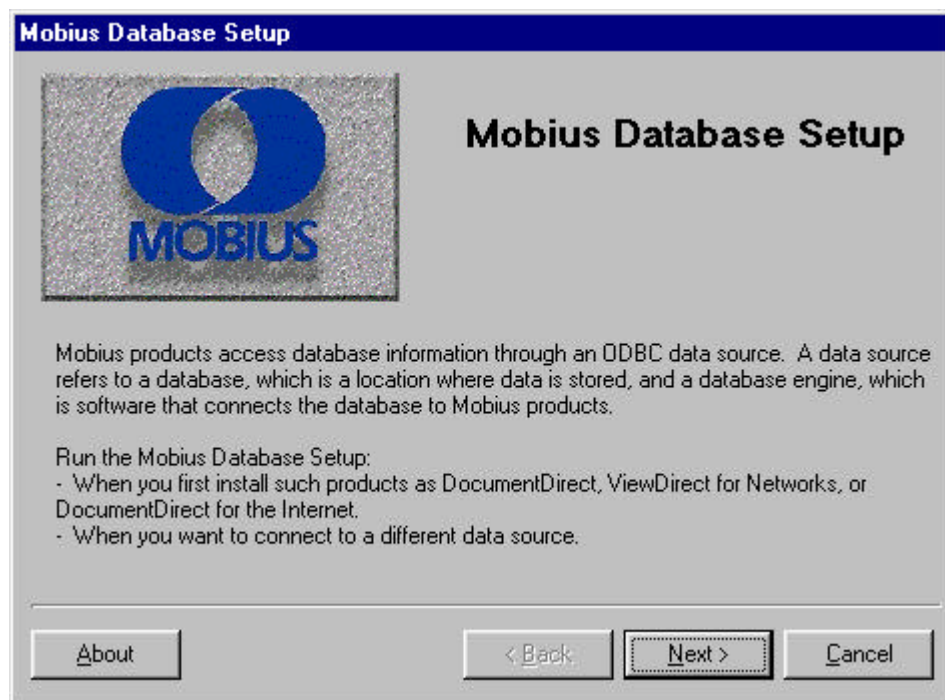 Mobius Database Setup
Mobius Database Setup
MOBIUS
Mobius products access database information through an ODBC data source.  A data source
refers to a database, which is a location where data is stored, and a database engine, which
is software that connects the database to Mobius products.
Run the Mobius Database Setup:
-  When you first install such products as DocumentDirect, ViewDirect for Networks, or
DocumentDirect for the Internet.
-  When you want to connect to a different data source.
About
< Back
Next >
Cancel